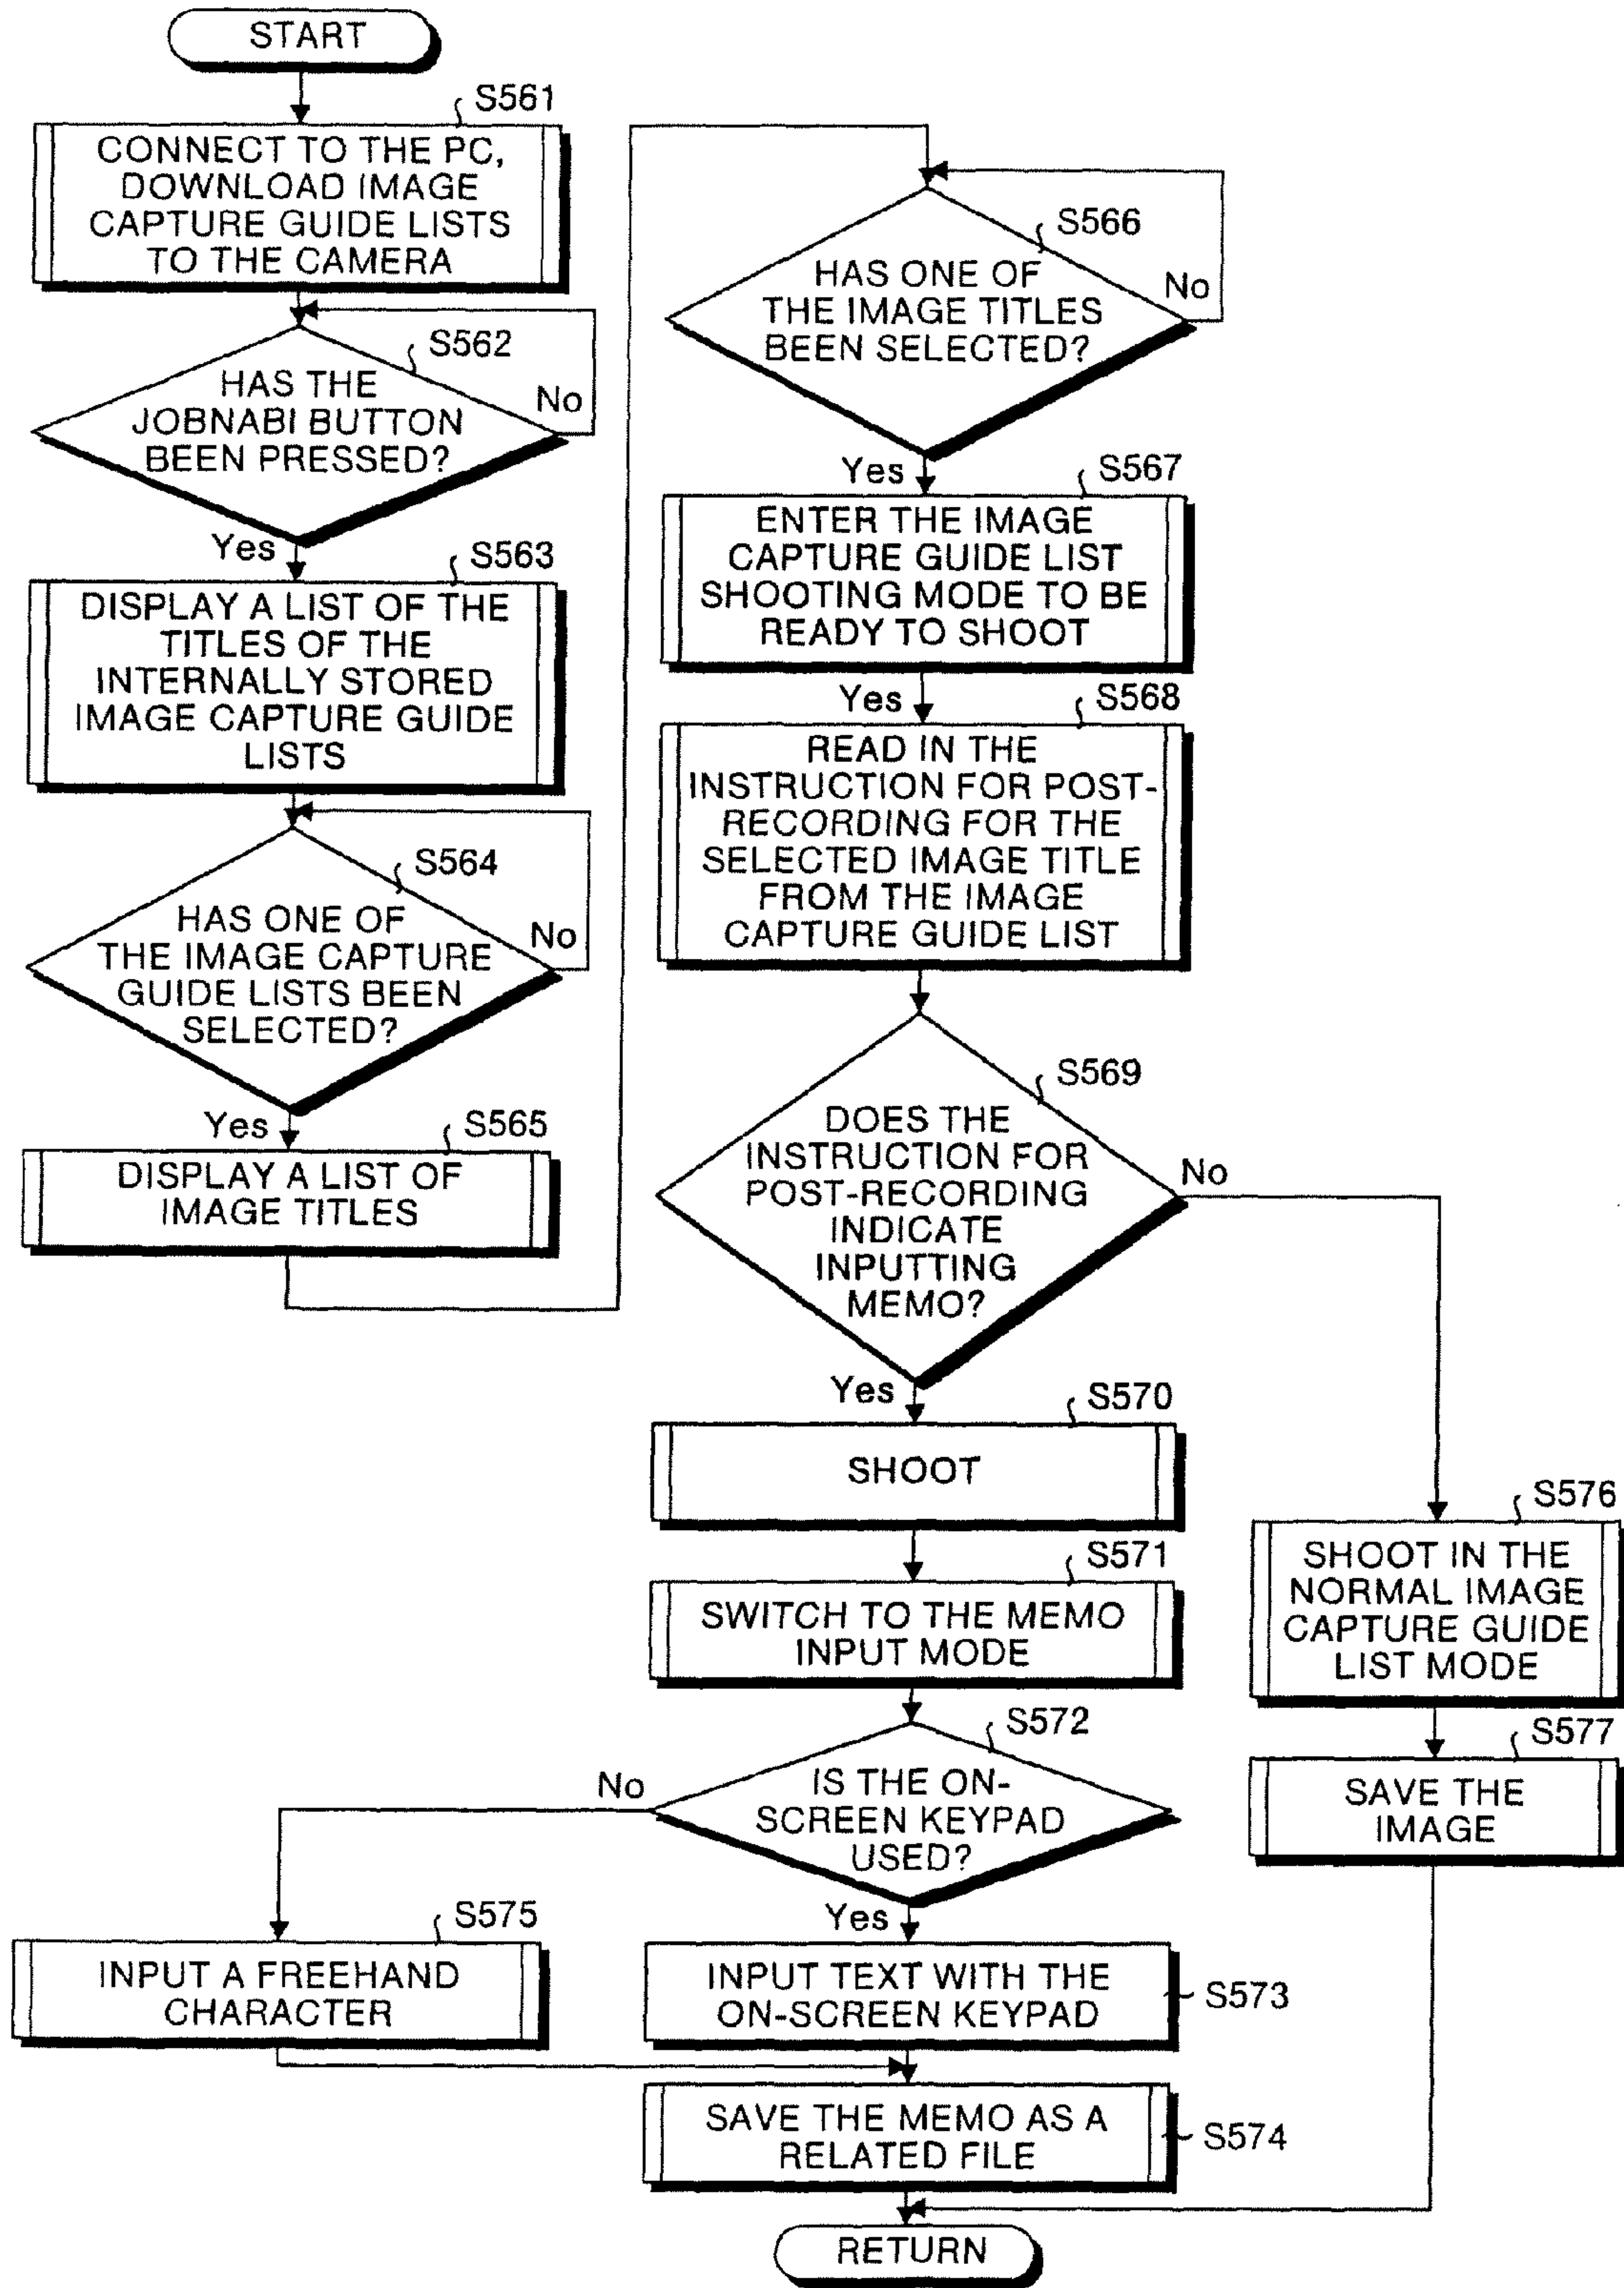 START
S561
CONNECT TO THE PC,
DOWNLOAD IMAGE
CAPTURE GUIDE LISTS
TO THE CAMERA
S562
HAS THE
JOBNABI BUTTON
BEEN PRESSED?
No
Yes
S563
DISPLAY A LIST OF THE
TITLES OF THE
INTERNALLY STORED
IMAGE CAPTURE GUIDE
LISTS
S564
HAS ONE OF
THE IMAGE CAPTURE
GUIDE LISTS BEEN
SELECTED?
No
Yes
S565
DISPLAY A LIST OF
IMAGE TITLES
S566
HAS ONE OF
THE IMAGE TITLES
BEEN SELECTED?
No
Yes
S567
ENTER THE IMAGE
CAPTURE GUIDE LIST
SHOOTING MODE TO BE
READY TO SHOOT
Yes
S568
READ IN THE
INSTRUCTION FOR POST-
RECORDING FOR THE
SELECTED IMAGE TITLE
FROM THE IMAGE
CAPTURE GUIDE LIST
S569
DOES THE
INSTRUCTION FOR
POST-RECORDING
INDICATE
INPUTTING
MEMO?
No
Yes
S570
SHOOT
S571
SWITCH TO THE MEMO
INPUT MODE
S572
IS THE ON-
SCREEN KEYPAD
USED?
No
Yes
S573
INPUT TEXT WITH THE
ON-SCREEN KEYPAD
S575
INPUT A FREEHAND
CHARACTER
S574
SAVE THE MEMO AS A
RELATED FILE
S576
SHOOT IN THE
NORMAL IMAGE
CAPTURE GUIDE
LIST MODE
S577
SAVE THE
IMAGE
RETURN